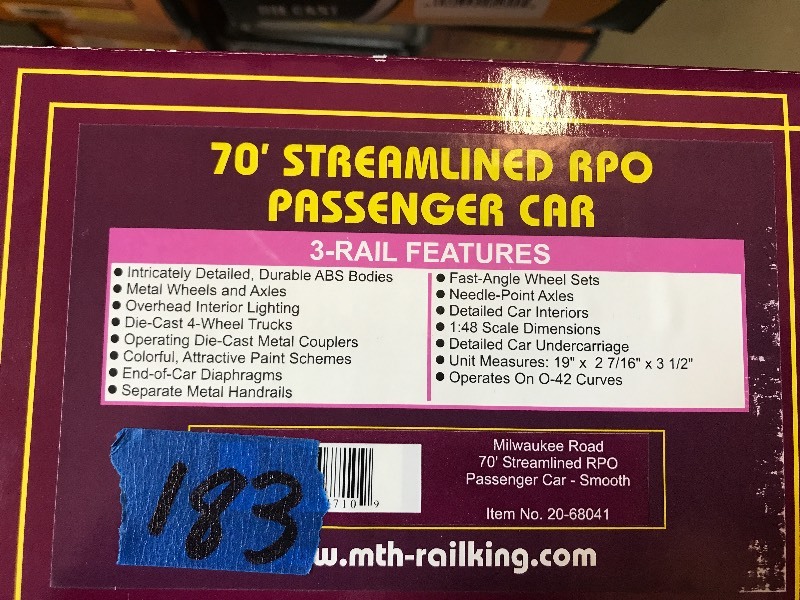 DIE CAST
70' STREAMLINED RPO
PASSENGER CAR
3-RAIL FEATURES
• Intricately Detailed, Durable ABS Bodies
• Metal Wheels and Axles
• Overhead Interior Lighting
• Die-Cast 4-Wheel Trucks
• Operating Die-Cast Metal Couplers
• Colorful, Attractive Paint Schemes
• End-of-Car Diaphragms
• Separate Metal Handrails
• Fast-Angle Wheel Sets
• Needle-Point Axles
• Detailed Car Interiors
• 1:48 Scale Dimensions
• Detailed Car Undercarriage
• Unit Measures: 19" x 2 7/16" x 3 1/2"
• Operates On O-42 Curves
183
710 9
Milwaukee Road
70' Streamlined RPO
Passenger Car - Smooth
Item No. 20-68041
w.mth-railking.com